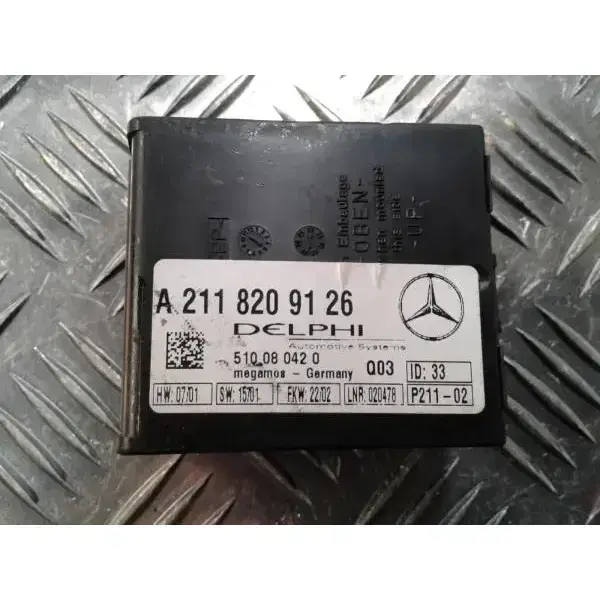 A 211 820 91 26
DELPHI
Automotive Systems
510 08 042 0
megamos - Germany
Q03
ID: 33
HW: 07/01
SW: 15/01
FKW: 22/02
LNR: 020478
P211-02
Einbaulage
-OBEN-
-UP-